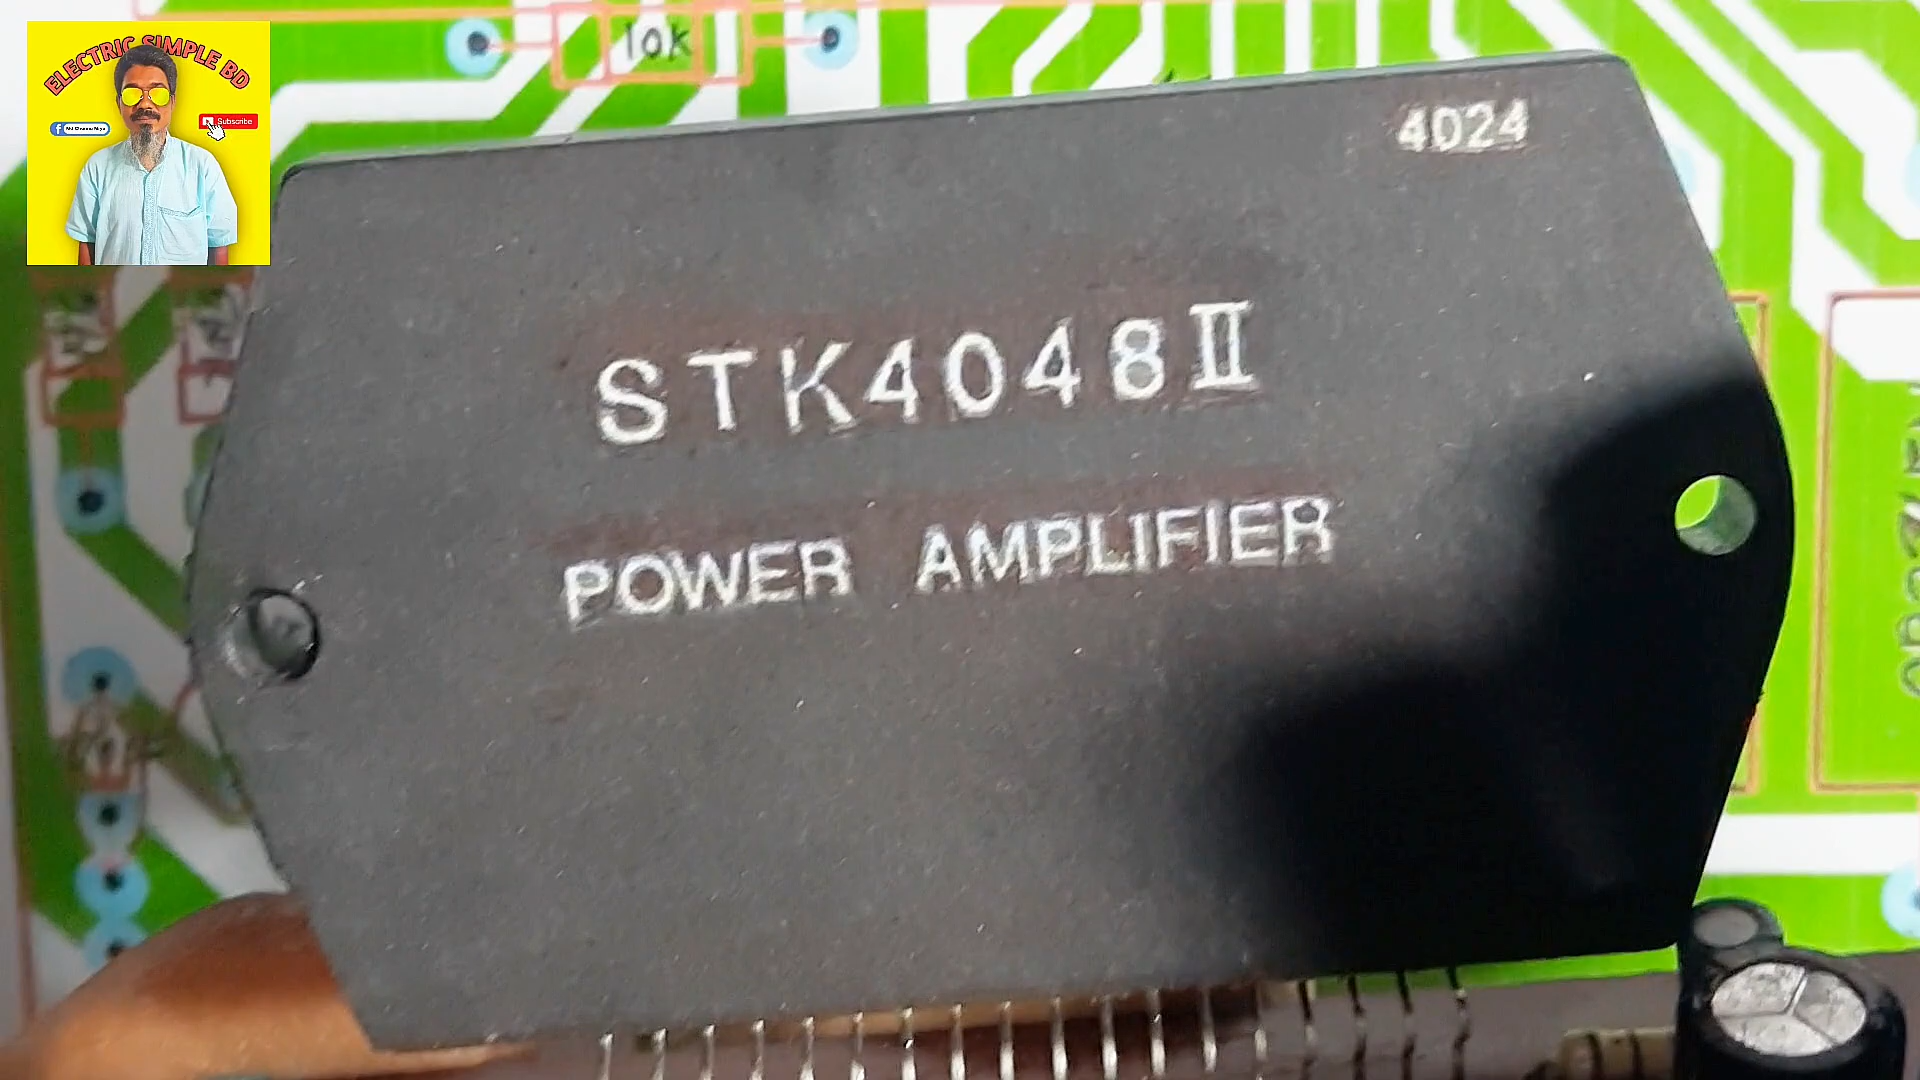 ELECTRIC SIMPLE BD
Subscribe
10k
4024
STK4048II
POWER AMPLIFIER